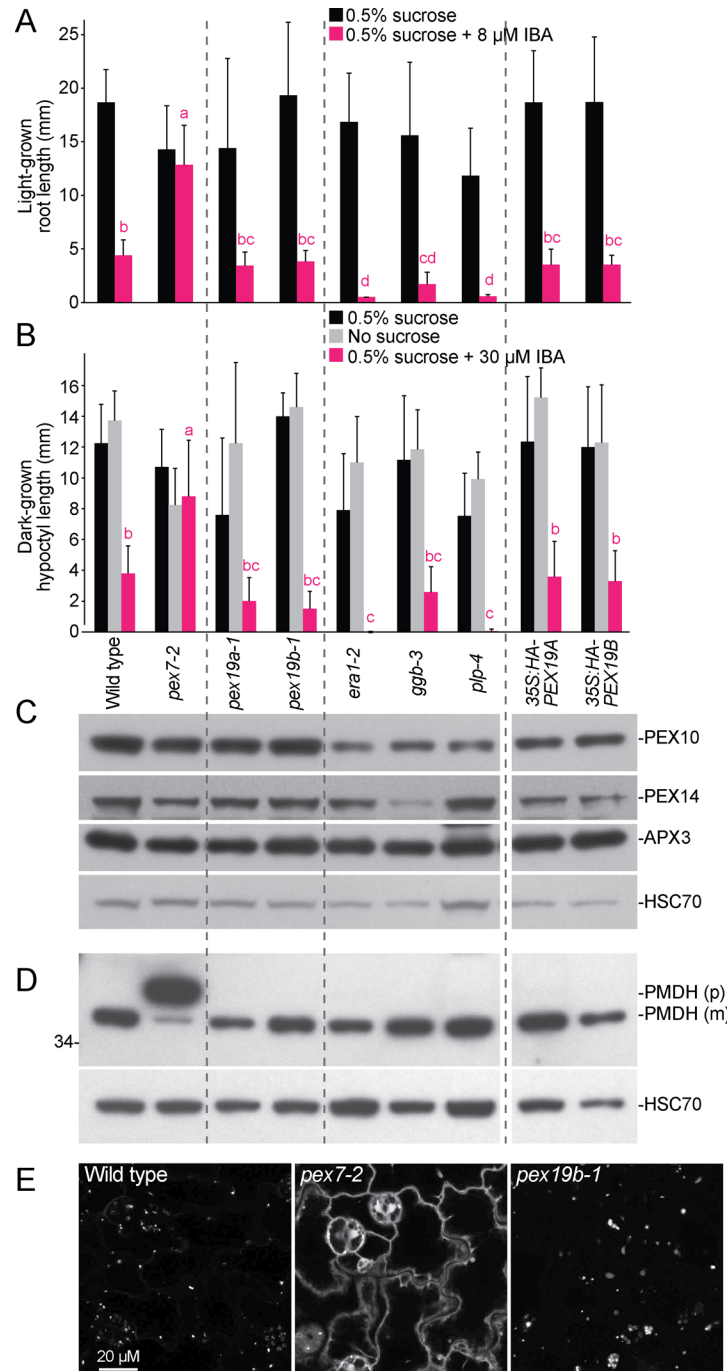 A
0.5% sucrose
0.5% sucrose + 8 µM IBA
Light-grown
root length (mm)
25
20
15
10
5
0
b
a
bc
bc
d
cd
d
bc
bc
B
0.5% sucrose
No sucrose
0.5% sucrose + 30 µM IBA
Dark-grown
hypoctyl length (mm)
16
14
12
10
8
6
4
2
0
b
a
bc
bc
c
bc
c
b
b
Wild type
pex7-2
pex19a-1
pex19b-1
era1-2
ggb-3
plp-4
35S:HA-
PEX19A
35S:HA-
PEX19B
C
-PEX10
-PEX14
-APX3
-HSC70
D
-PMDH (p)
-PMDH (m)
34-
-HSC70
E
Wild type
pex7-2
pex19b-1
20 µM